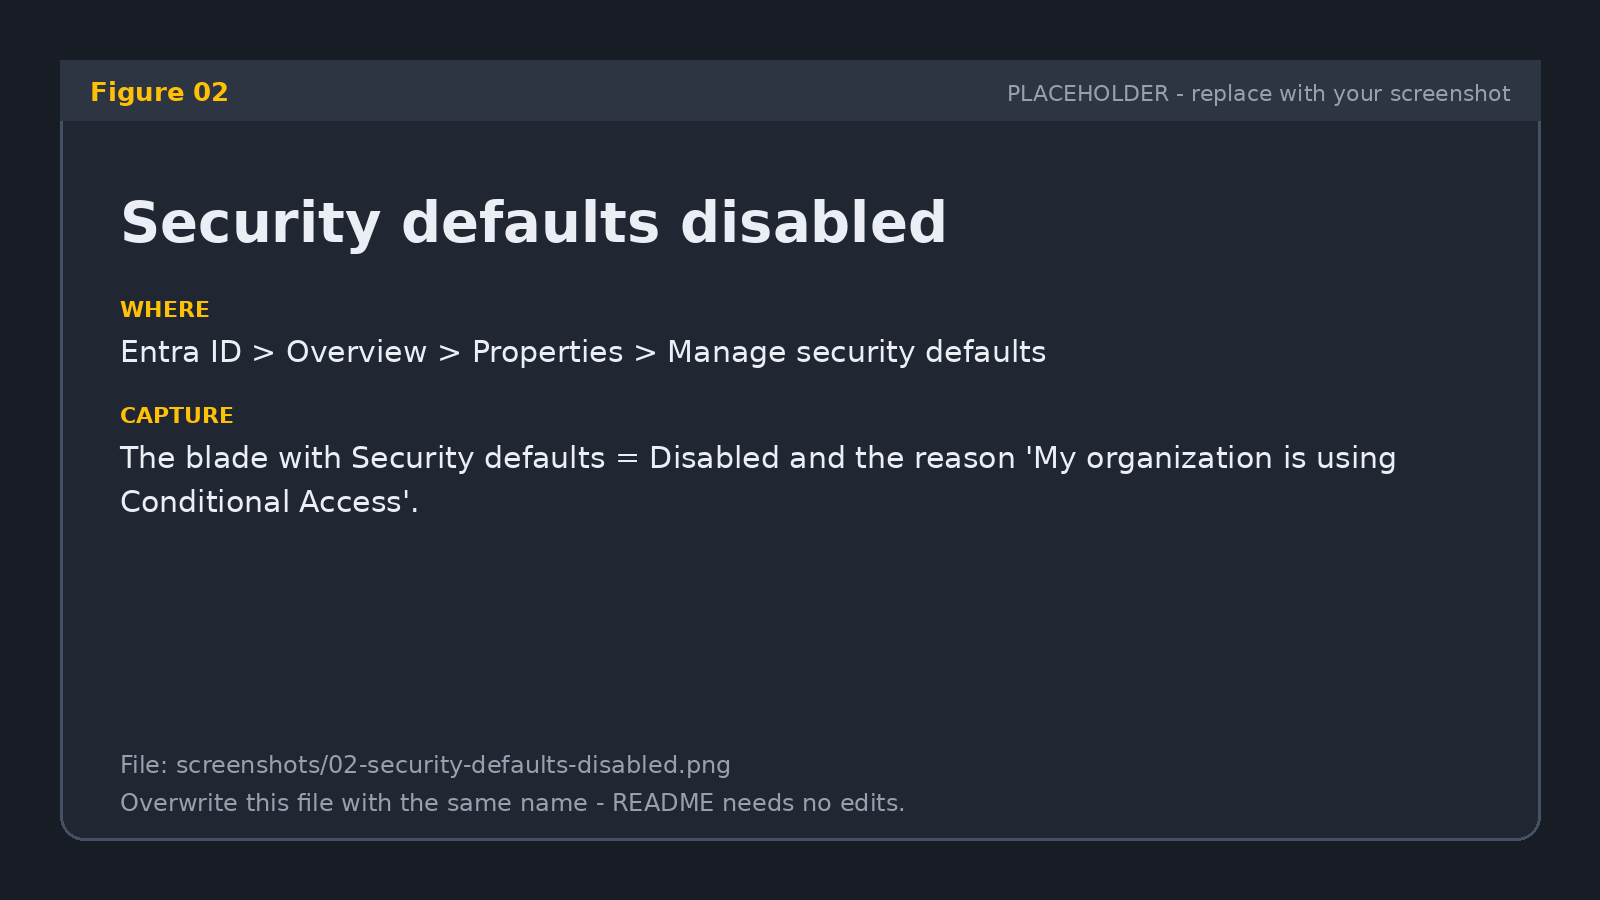 Figure 02
PLACEHOLDER - replace with your screenshot
Security defaults disabled
WHERE
Entra ID > Overview > Properties > Manage security defaults
CAPTURE
The blade with Security defaults = Disabled and the reason 'My organization is using
Conditional Access'.
File: screenshots/02-security-defaults-disabled.png
Overwrite this file with the same name - README needs no edits.